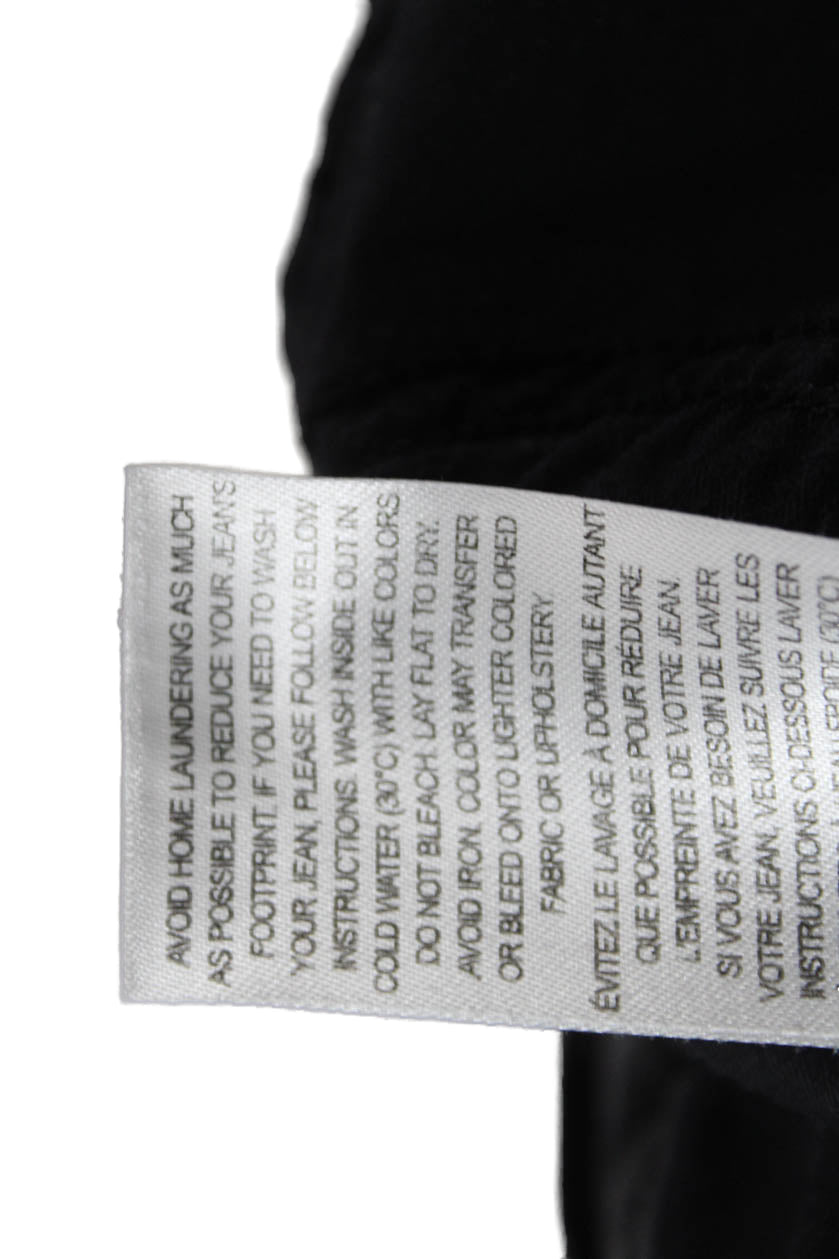 AVOID HOME LAUNDERING AS MUCH
AS POSSIBLE TO REDUCE YOUR JEAN'S
FOOTPRINT. IF YOU NEED TO WASH
YOUR JEAN, PLEASE FOLLOW BELOW
INSTRUCTIONS. WASH INSIDE OUT IN
COLD WATER (30°C) WITH LIKE COLORS
DO NOT BLEACH. LAY FLAT TO DRY.
AVOID IRON. COLOR MAY TRANSFER
OR BLEED ONTO LIGHTER COLORED
FABRIC OR UPHOLSTERY
ÉVITEZ LE LAVAGE À DOMICILE AUTANT
QUE POSSIBLE POUR RÉDUIRE
L'EMPREINTE DE VOTRE JEAN.
SI VOUS AVEZ BESOIN DE LAVER
VOTRE JEAN, VEUILLEZ SUIVRE LES
INSTRUCTIONS CI-DESSOUS LAVER
(30°C)